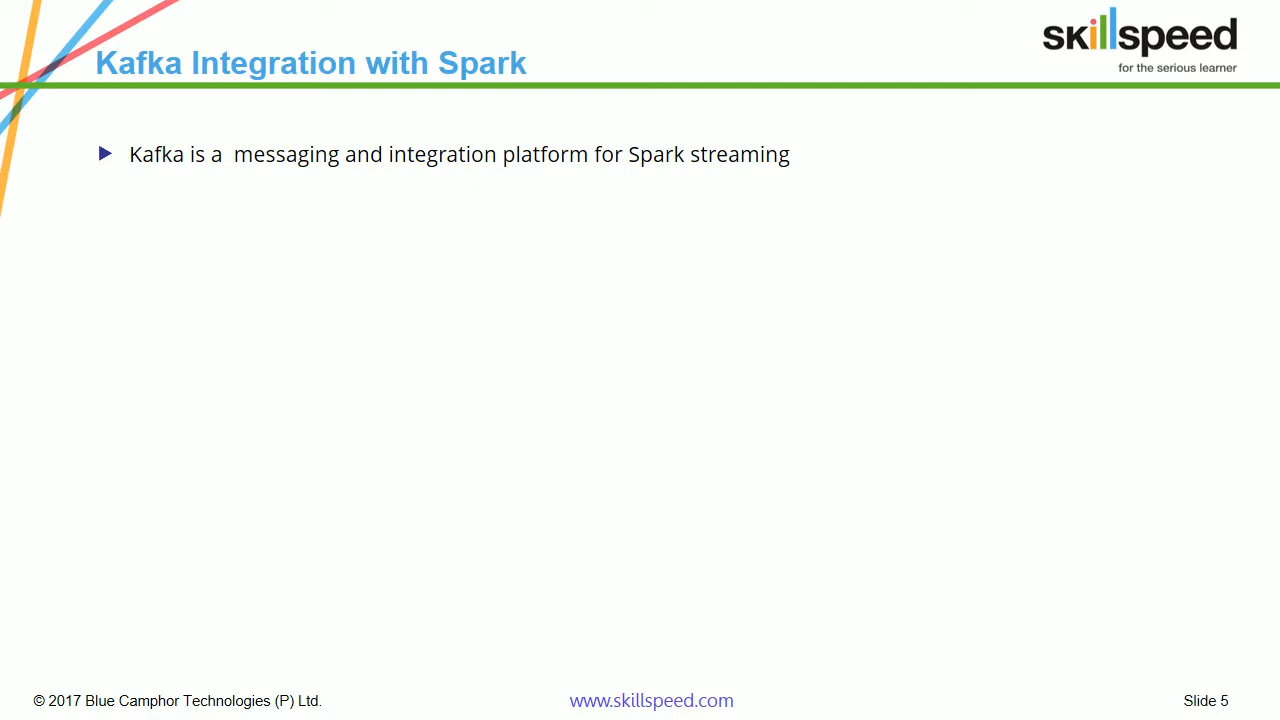 skillspeed
for the serious learner
Kafka Integration with Spark
Kafka is a  messaging and integration platform for Spark streaming
© 2017 Blue Camphor Technologies (P) Ltd.
www.skillspeed.com
Slide 5